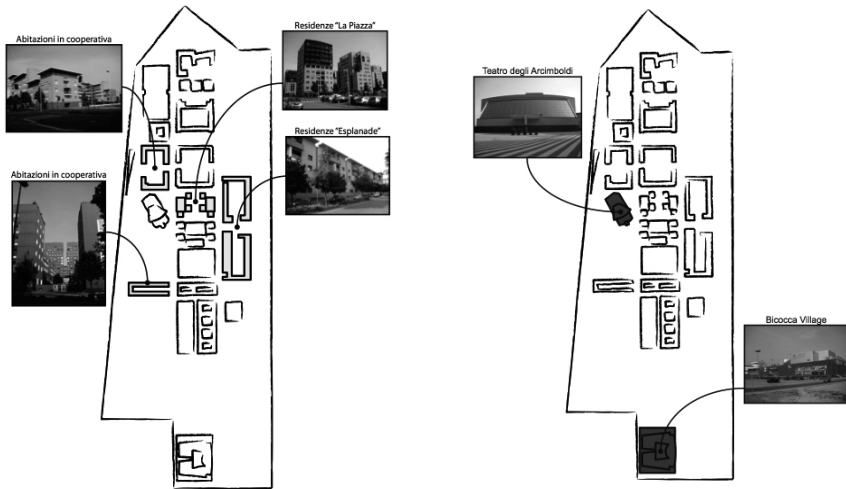 Abitazioni in cooperativa
Residenze “La Piazza”
Residenze “Esplanade”
Abitazioni in cooperativa
Teatro degli Arcimboldi
Bicocca Village